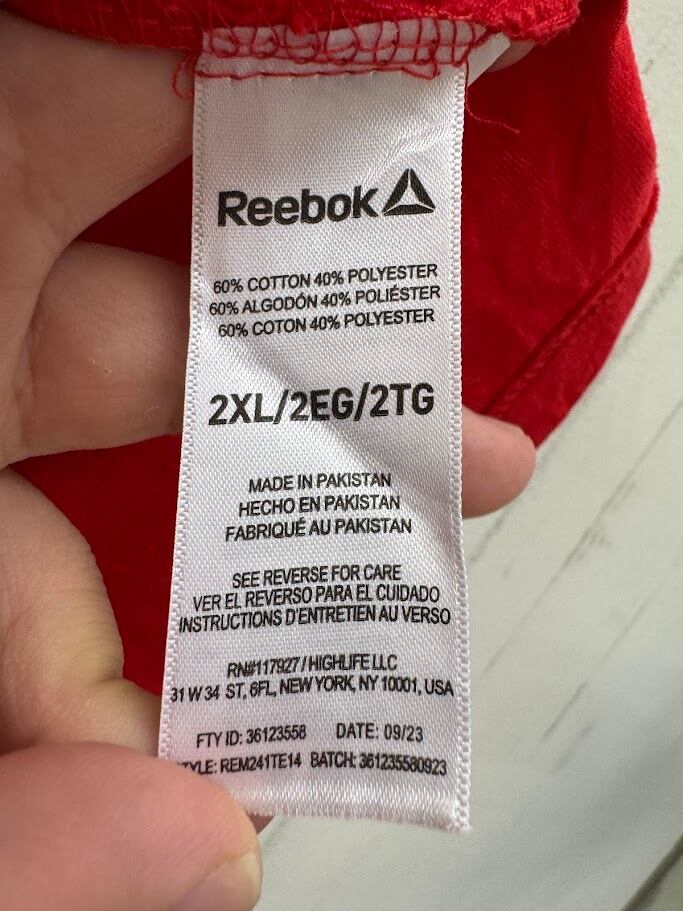 Reebok
60% COTTON 40% POLYESTER
60% ALGODÓN 40% POLIÉSTER
60% COTON 40% POLYESTER
2XL/2EG/2TG
MADE IN PAKISTAN
HECHO EN PAKISTAN
FABRIQUÉ AU PAKISTAN
SEE REVERSE FOR CARE
VER EL REVERSO PARA EL CUIDADO
INSTRUCTIONS D'ENTRETIEN AU VERSO
RN#117927 / HIGHLIFE LLC
31 W 34 ST, 6FL, NEW YORK, NY 10001, USA
FTY ID: 36123558 DATE: 09/23
TYLE: REM241TE14 BATCH: 361235580923